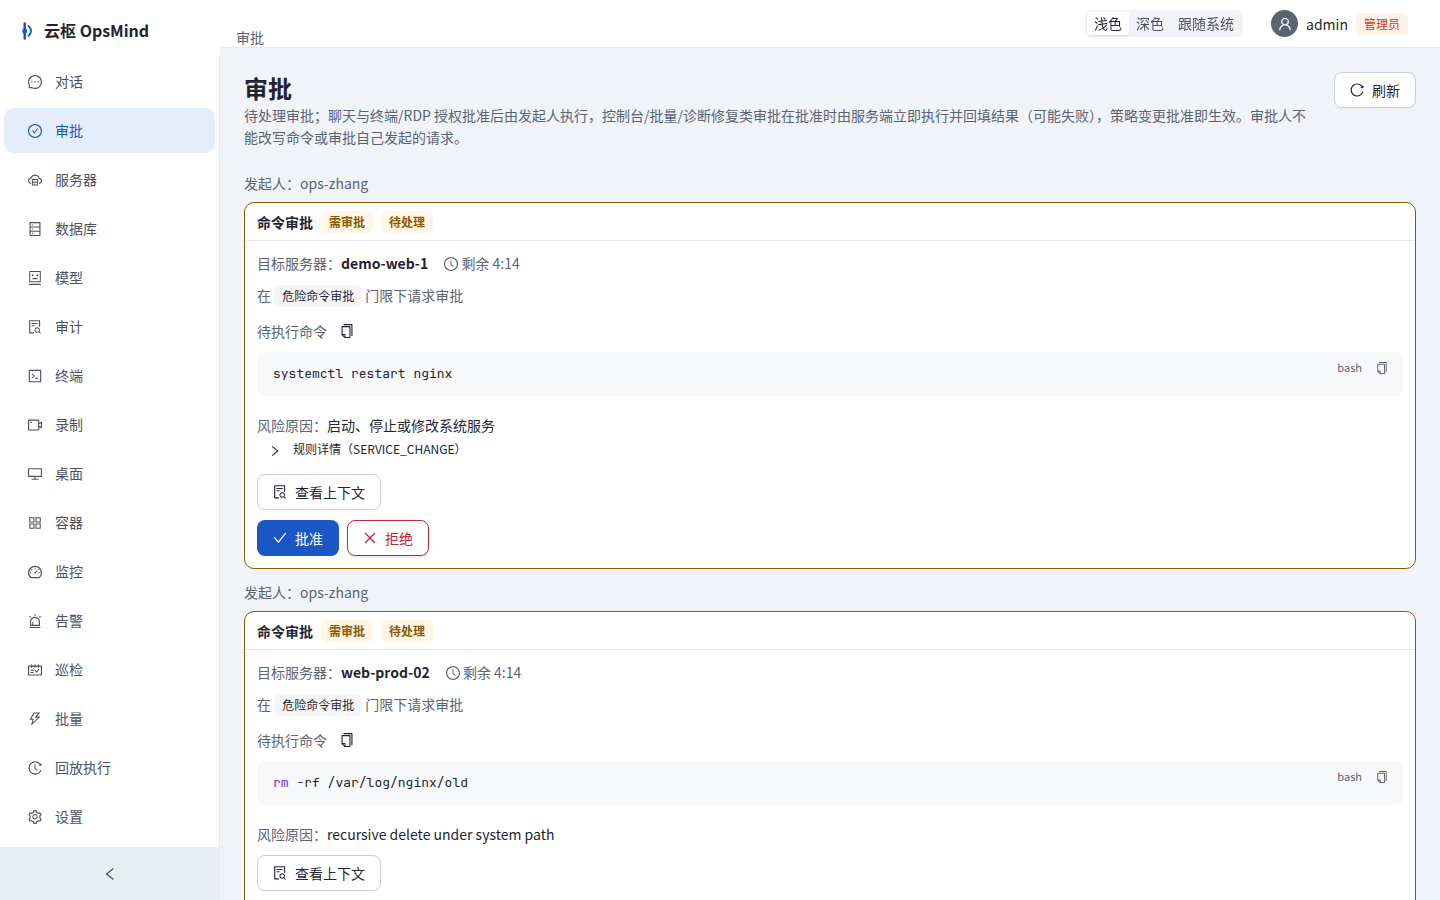 云枢 OpsMind
审批
浅色 深色 跟随系统
admin 管理员
对话
审批
服务器
数据库
模型
审计
终端
录制
桌面
容器
监控
告警
巡检
批量
回放执行
设置
审批
刷新
待处理审批；聊天与终端/RDP 授权批准后由发起人执行，控制台/批量/诊断修复类审批在批准时由服务端立即执行并回填结果（可能失败），策略变更批准即生效。审批人不
能改写命令或审批自己发起的请求。
发起人：ops-zhang
命令审批 需审批 待处理
目标服务器：demo-web-1 剩余 4:14
在 危险命令审批 门限下请求审批
待执行命令
systemctl restart nginx
bash
风险原因：启动、停止或修改系统服务
规则详情（SERVICE_CHANGE）
查看上下文
批准 拒绝
发起人：ops-zhang
命令审批 需审批 待处理
目标服务器：web-prod-02 剩余 4:14
在 危险命令审批 门限下请求审批
待执行命令
rm -rf /var/log/nginx/old
bash
风险原因：recursive delete under system path
查看上下文